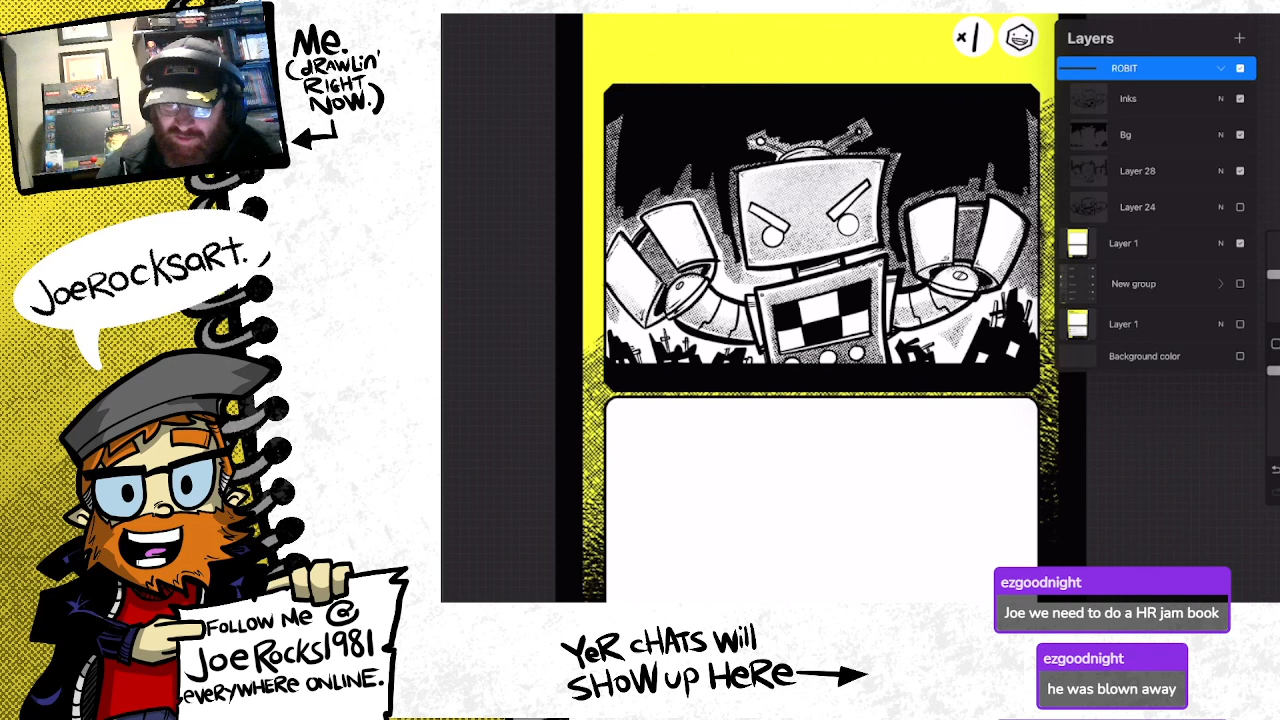 Me.
(dRAWLin'
RiGHT
NOW.)
JOEROCKSaRt.
FOLLOW Me @
JoeRocks1981
everYWHeRe ONLINE.
x
Layers
ROBIT
Inks N
Bg N
Layer 28 N
Layer 24 N
Layer 1 N
New group
Layer 1 N
Background color
YeR cHATS Will
SHOW up HeRe
ezgoodnight
Joe we need to do a HR jam book
ezgoodnight
he was blown away